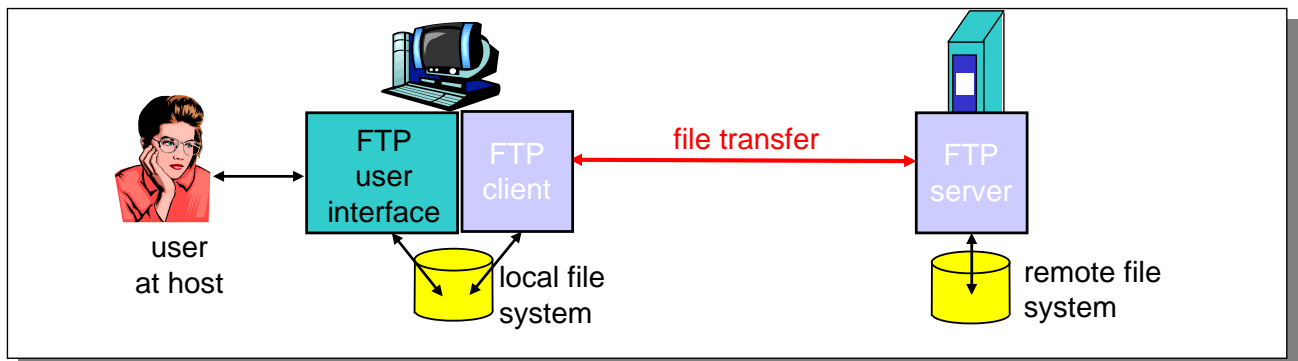 user
at host
FTP
user
interface
FTP
client
local file
system
file transfer
FTP
server
remote file
system